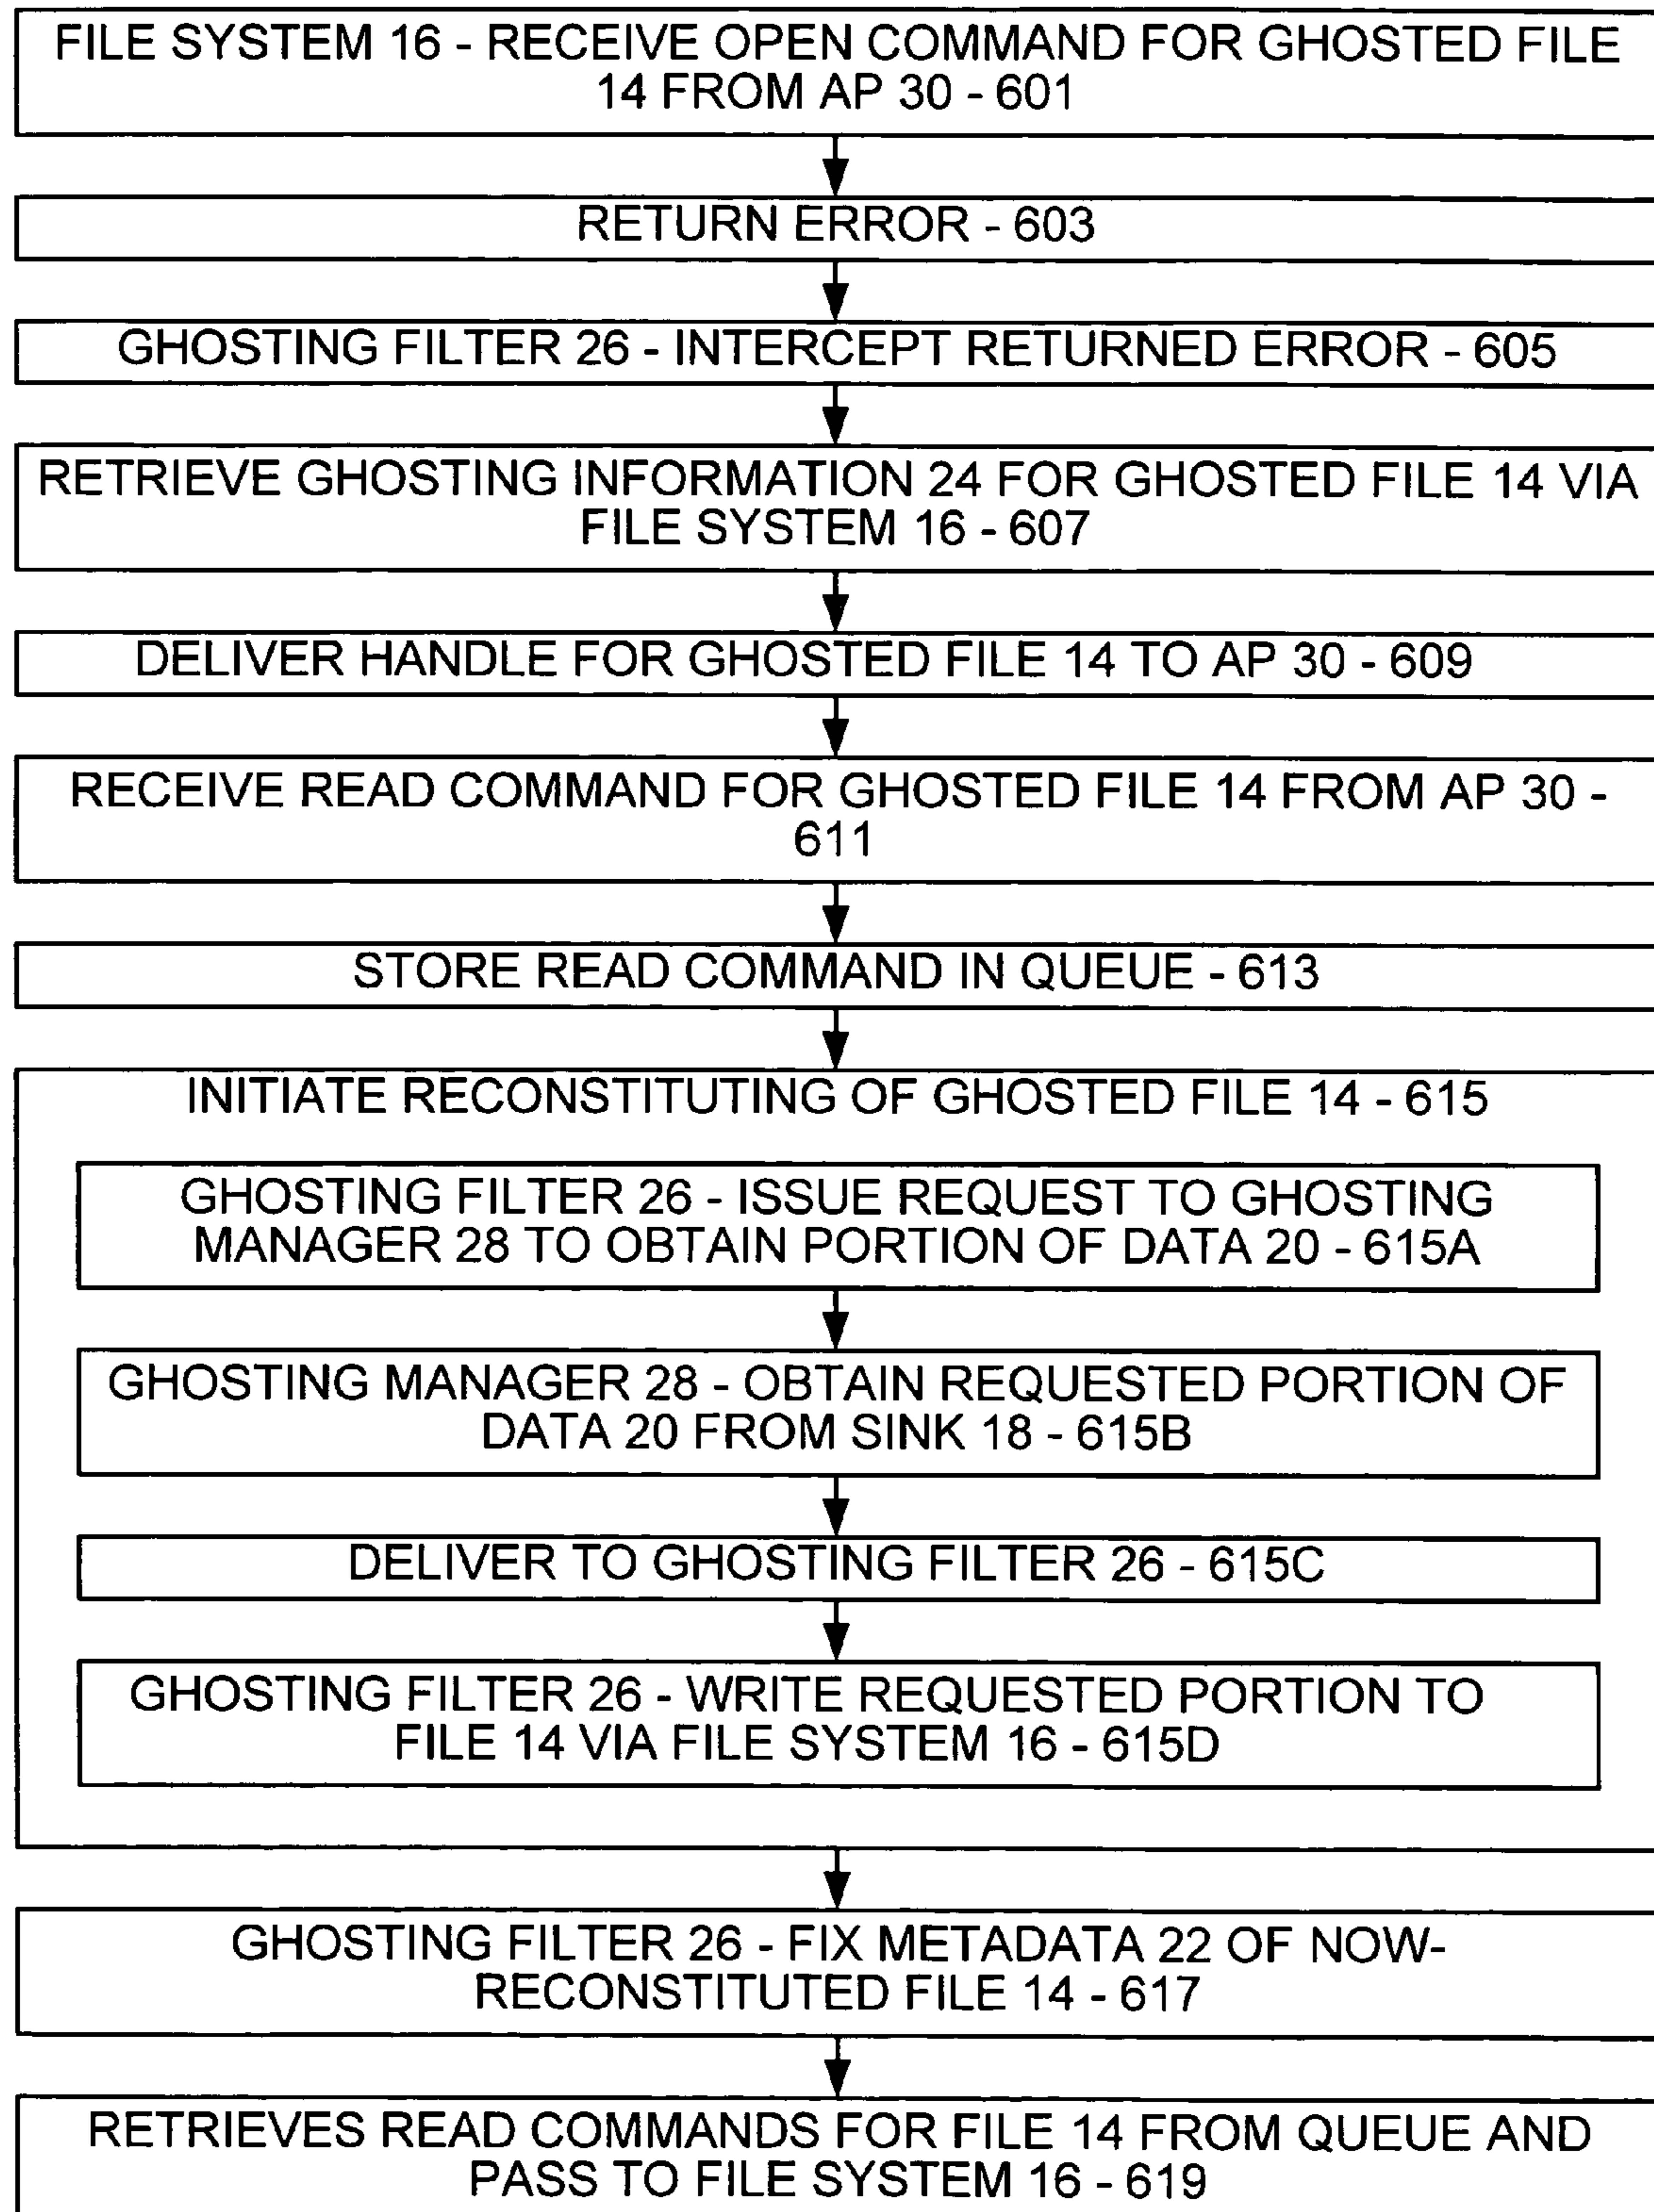 FILE SYSTEM 16 - RECEIVE OPEN COMMAND FOR GHOSTED FILE
14 FROM AP 30 - 601
RETURN ERROR - 603
GHOSTING FILTER 26 - INTERCEPT RETURNED ERROR - 605
RETRIEVE GHOSTING INFORMATION 24 FOR GHOSTED FILE 14 VIA
FILE SYSTEM 16 - 607
DELIVER HANDLE FOR GHOSTED FILE 14 TO AP 30 - 609
RECEIVE READ COMMAND FOR GHOSTED FILE 14 FROM AP 30 -
611
STORE READ COMMAND IN QUEUE - 613
INITIATE RECONSTITUTING OF GHOSTED FILE 14 - 615
GHOSTING FILTER 26 - ISSUE REQUEST TO GHOSTING
MANAGER 28 TO OBTAIN PORTION OF DATA 20 - 615A
GHOSTING MANAGER 28 - OBTAIN REQUESTED PORTION OF
DATA 20 FROM SINK 18 - 615B
DELIVER TO GHOSTING FILTER 26 - 615C
GHOSTING FILTER 26 - WRITE REQUESTED PORTION TO
FILE 14 VIA FILE SYSTEM 16 - 615D
GHOSTING FILTER 26 - FIX METADATA 22 OF NOW-
RECONSTITUTED FILE 14 - 617
RETRIEVES READ COMMANDS FOR FILE 14 FROM QUEUE AND
PASS TO FILE SYSTEM 16 - 619